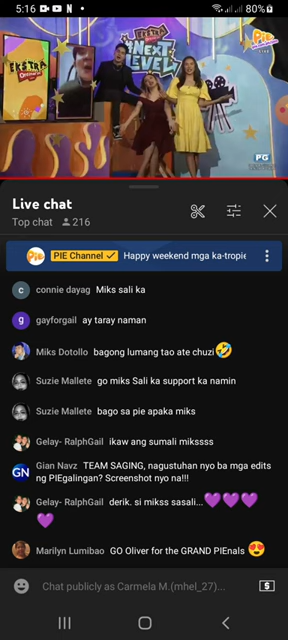 5:16
80%
EKSTRA
EKSTRA
#NEXT
LEVEL
Pie
PG
Live chat
Top chat 216
PIE Channel Happy weekend mga ka-tropie
c connie dayag Miks sali ka
g gayforgail ay taray naman
Miks Dotollo bagong lumang tao ate chuzi🤣
Suzie Mallete go miks Sali ka support ka namin
Suzie Mallete bago sa pie apaka miks
Gelay- RalphGail ikaw ang sumali mikssss
GN Gian Navz TEAM SAGING, nagustuhan nyo ba mga edits
ng PIEgalingan? Screenshot nyo na!!!
Gelay- RalphGail derik. si mikss sasali...💜💜💜
💜
Marilyn Lumibao GO Oliver for the GRAND PIEnals 😍
Chat publicly as Carmela M.(mhel_27)...